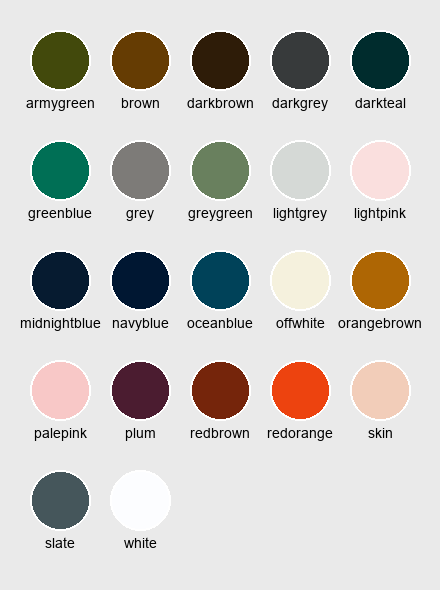 armygreen brown darkbrown darkgrey darkteal
greenblue grey greygreen lightgrey lightpink
midnightblue navyblue oceanblue offwhite orangebrown
palepink plum redbrown redorange skin
slate white